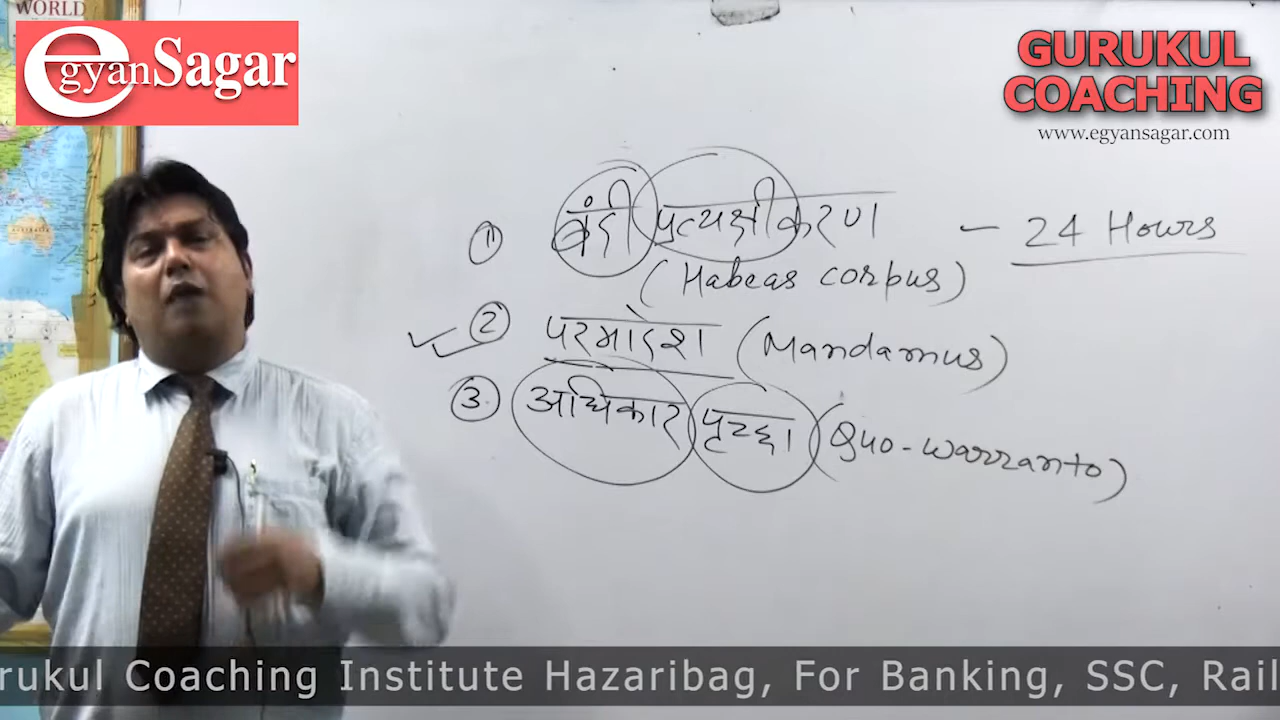 WORLD
egyanSagar
GURUKUL
COACHING
www.egyansagar.com
① बंदी प्रत्यक्षीकरण – 24 Hours
(Habeas corpus)
② परमादेश (Mandamus)
③ अधिकार पृच्छा (Quo-warranto)
rukul Coaching Institute Hazaribag, For Banking, SSC, Rail